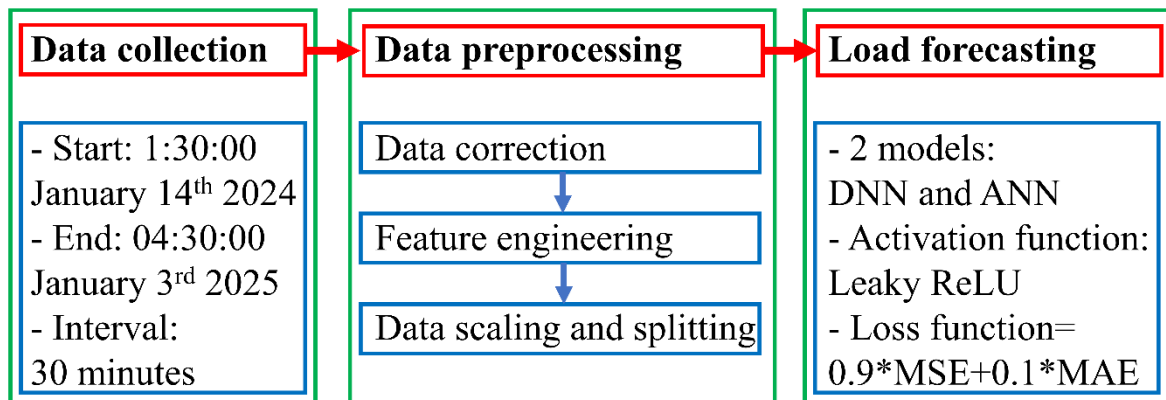 Data collection
- Start: 1:30:00
January 14th 2024
- End: 04:30:00
January 3rd 2025
- Interval:
30 minutes
Data preprocessing
Data correction
Feature engineering
Data scaling and splitting
Load forecasting
- 2 models:
DNN and ANN
- Activation function:
Leaky ReLU
- Loss function=
0.9*MSE+0.1*MAE